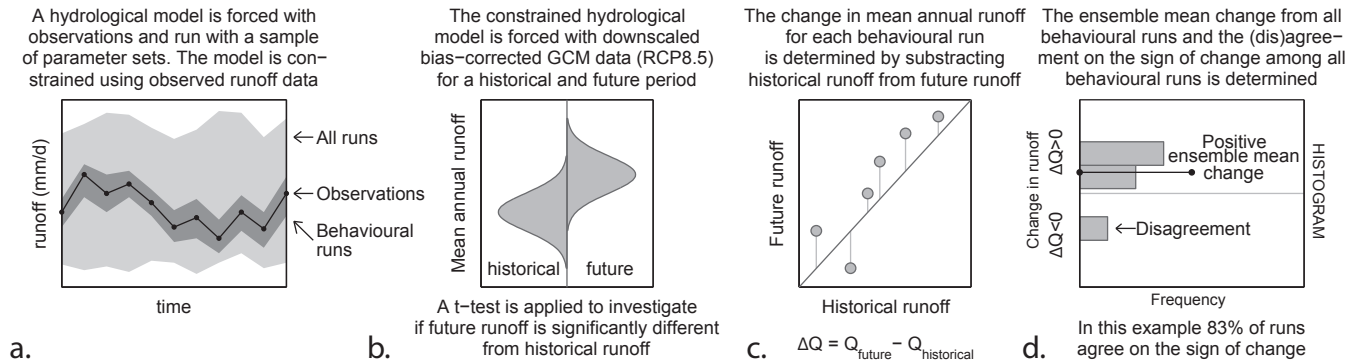 A hydrological model is forced with
observations and run with a sample
of parameter sets. The model is con−
strained using observed runoff data
runoff (mm/d)
All runs
Observations
Behavioural
runs
time
a.
The constrained hydrological
model is forced with downscaled
bias−corrected GCM data (RCP8.5)
for a historical and future period
Mean annual runoff
historical
future
A t−test is applied to investigate
if future runoff is significantly different
from historical runoff
b.
The change in mean annual runoff
for each behavioural run
is determined by substracting
historical runoff from future runoff
Future runoff
Historical runoff
ΔQ = Qfuture− Qhistorical
c.
The ensemble mean change from all
behavioural runs and the (dis)agree−
ment on the sign of change among all
behavioural runs is determined
Change in runoff
ΔQ<0 ΔQ>0
Positive
ensemble mean
change
Disagreement
HISTOGRAM
Frequency
In this example 83% of runs
agree on the sign of change
d.